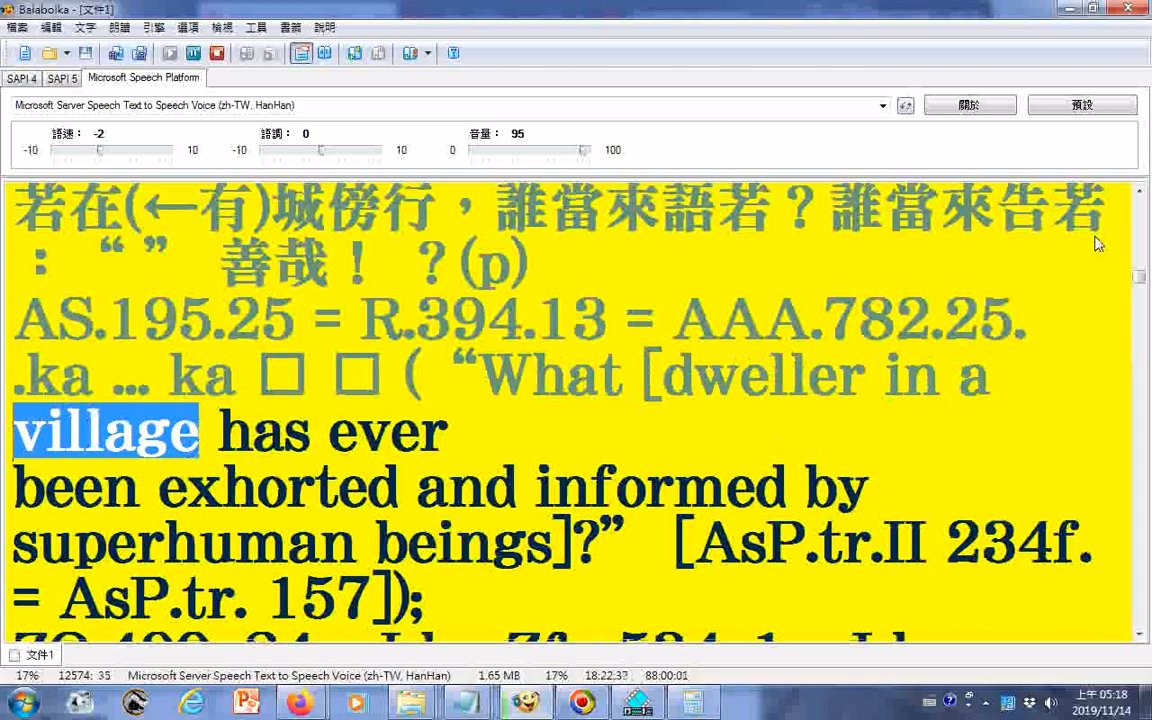 Balabolka - [文件1]
檔案 編輯 文字 朗讀 引擎 選項 檢視 工具 書籤 說明
SAPI 4 SAPI 5 Microsoft Speech Platform
Microsoft Server Speech Text to Speech Voice (zh-TW, HanHan) 關於 預設
語速： -2 語調： 0 音量： 95
-10 10 -10 10 0 100
若在(←有)城傍行，誰當來語若？誰當來告若
：“ ” 善哉！ ？(p)
AS.195.25 = R.394.13 = AAA.782.25.
.ka ... ka □ □ ( “What [dweller in a
village has ever
been exhorted and informed by
superhuman beings]?” [AsP.tr.II 234f.
= AsP.tr. 157]);
文件1
17% 12574: 35 Microsoft Server Speech Text to Speech Voice (zh-TW, HanHan) 1.65 MB 17% 18:22:37 88:00:01
上午 05:18
2019/11/14